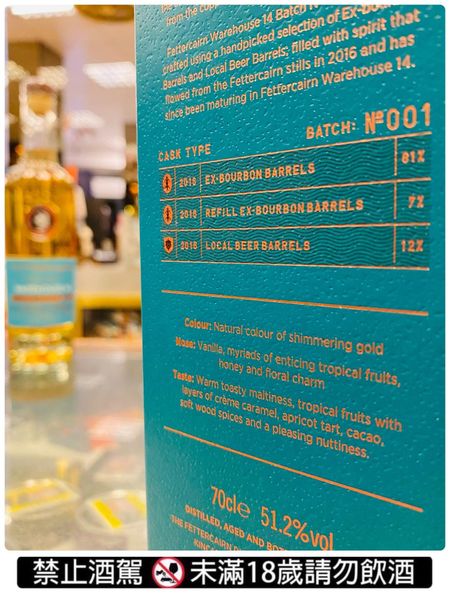 from the cupb
Fettercairn Warehouse 14 Batch
crafted using a handpicked selection of Ex-Bou
Barrels and Local Beer Barrels; filled with spirit that
flowed from the Fettercairn stills in 2016 and has
since been maturing in Fettercairn Warehouse 14.
BATCH: №001
CASK TYPE
2016 EX-BOURBON BARRELS 81%
2016 REFILL EX-BOURBON BARRELS 7%
2016 LOCAL BEER BARRELS 12%
Colour: Natural colour of shimmering gold
Nose: Vanilla, myriads of enticing tropical fruits,
honey and floral charm
Taste: Warm toasty maltiness, tropical fruits with
layers of crème caramel, apricot tart, cacao,
soft wood spices and a pleasing nuttiness.
70cl e 51.2%vol
DISTILLED, AGED AND BOT
THE FETTERCAIRN D
禁止酒駕 未滿18歲請勿飲酒